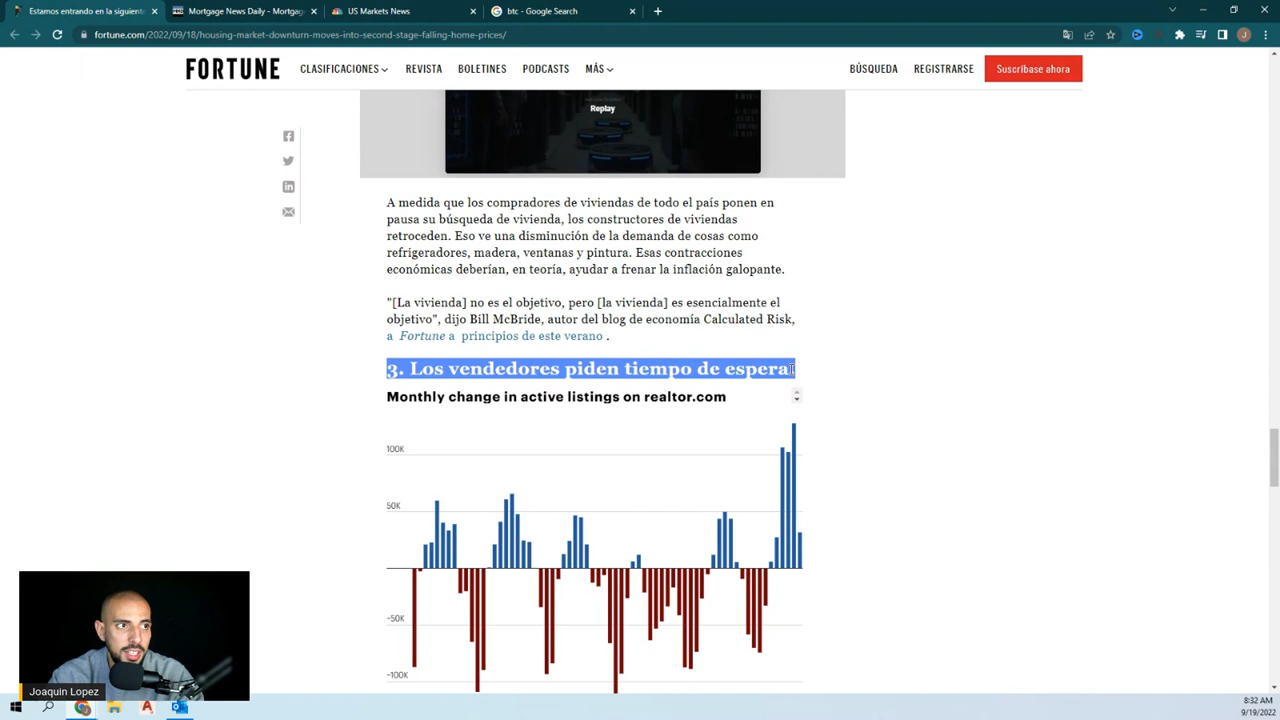 Estamos entrando en la siguiente
Mortgage News Daily - Mortgag
US Markets News
btc - Google Search
fortune.com/2022/09/18/housing-market-downturn-moves-into-second-stage-falling-home-prices/
J
FORTUNE
CLASIFICACIONES
REVISTA
BOLETINES
PODCASTS
MÁS
BÚSQUEDA
REGISTRARSE
Suscríbase ahora
Replay
A medida que los compradores de viviendas de todo el país ponen en
pausa su búsqueda de vivienda, los constructores de viviendas
retroceden. Eso ve una disminución de la demanda de cosas como
refrigeradores, madera, ventanas y pintura. Esas contracciones
económicas deberían, en teoría, ayudar a frenar la inflación galopante.
"[La vivienda] no es el objetivo, pero [la vivienda] es esencialmente el
objetivo", dijo Bill McBride, autor del blog de economía Calculated Risk,
a Fortune a principios de este verano .
3. Los vendedores piden tiempo de espera
Monthly change in active listings on realtor.com
100K
50K
-50K
-100K
Joaquin Lopez
8:32 AM
9/19/2022